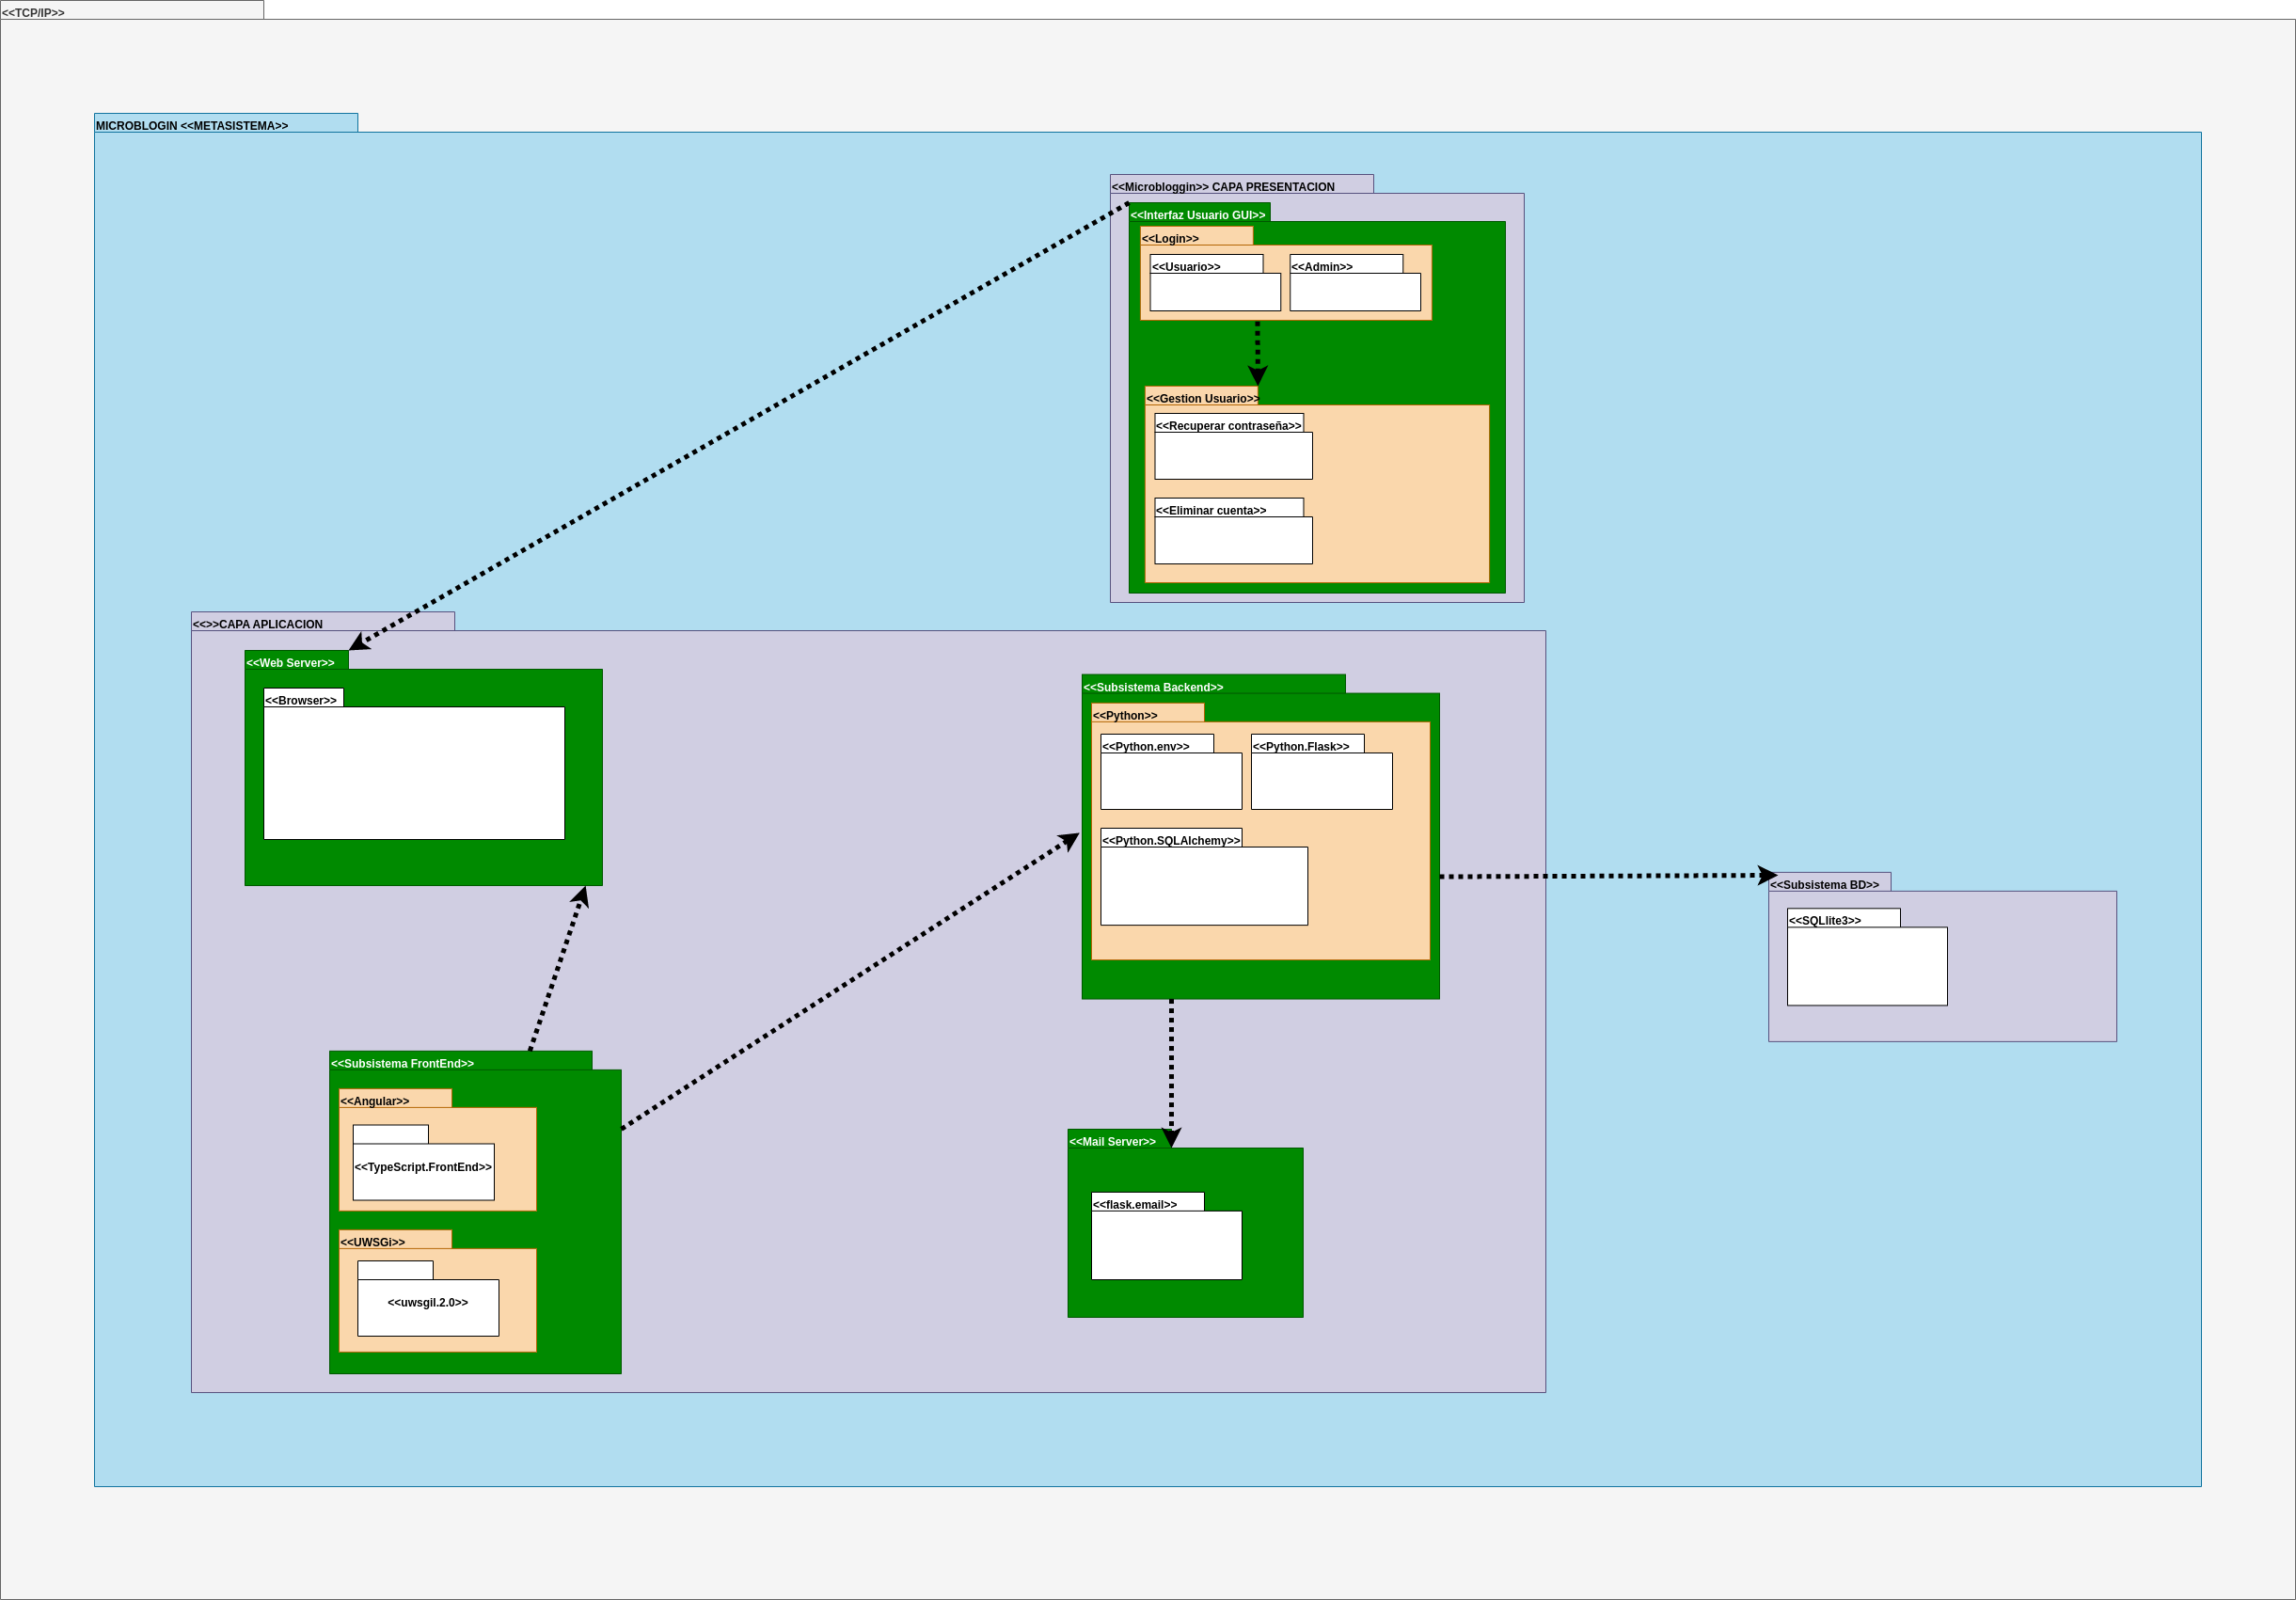 <<TCP/IP>>
MICROBLOGIN <<METASISTEMA>>
<<Microbloggin>> CAPA PRESENTACION
<<Interfaz Usuario GUI>>
<<Login>>
<<Usuario>>
<<Admin>>
<<Gestion Usuario>>
<<Recuperar contraseña>>
<<Eliminar cuenta>>
<<>>CAPA APLICACION
<<Web Server>>
<<Browser>>
<<Subsistema Backend>>
<<Python>>
<<Python.env>>
<<Python.Flask>>
<<Python.SQLAlchemy>>
<<Subsistema BD>>
<<SQLlite3>>
<<Subsistema FrontEnd>>
<<Angular>>
<<TypeScript.FrontEnd>>
<<UWSGi>>
<<uwsgil.2.0>>
<<Mail Server>>
<<flask.email>>